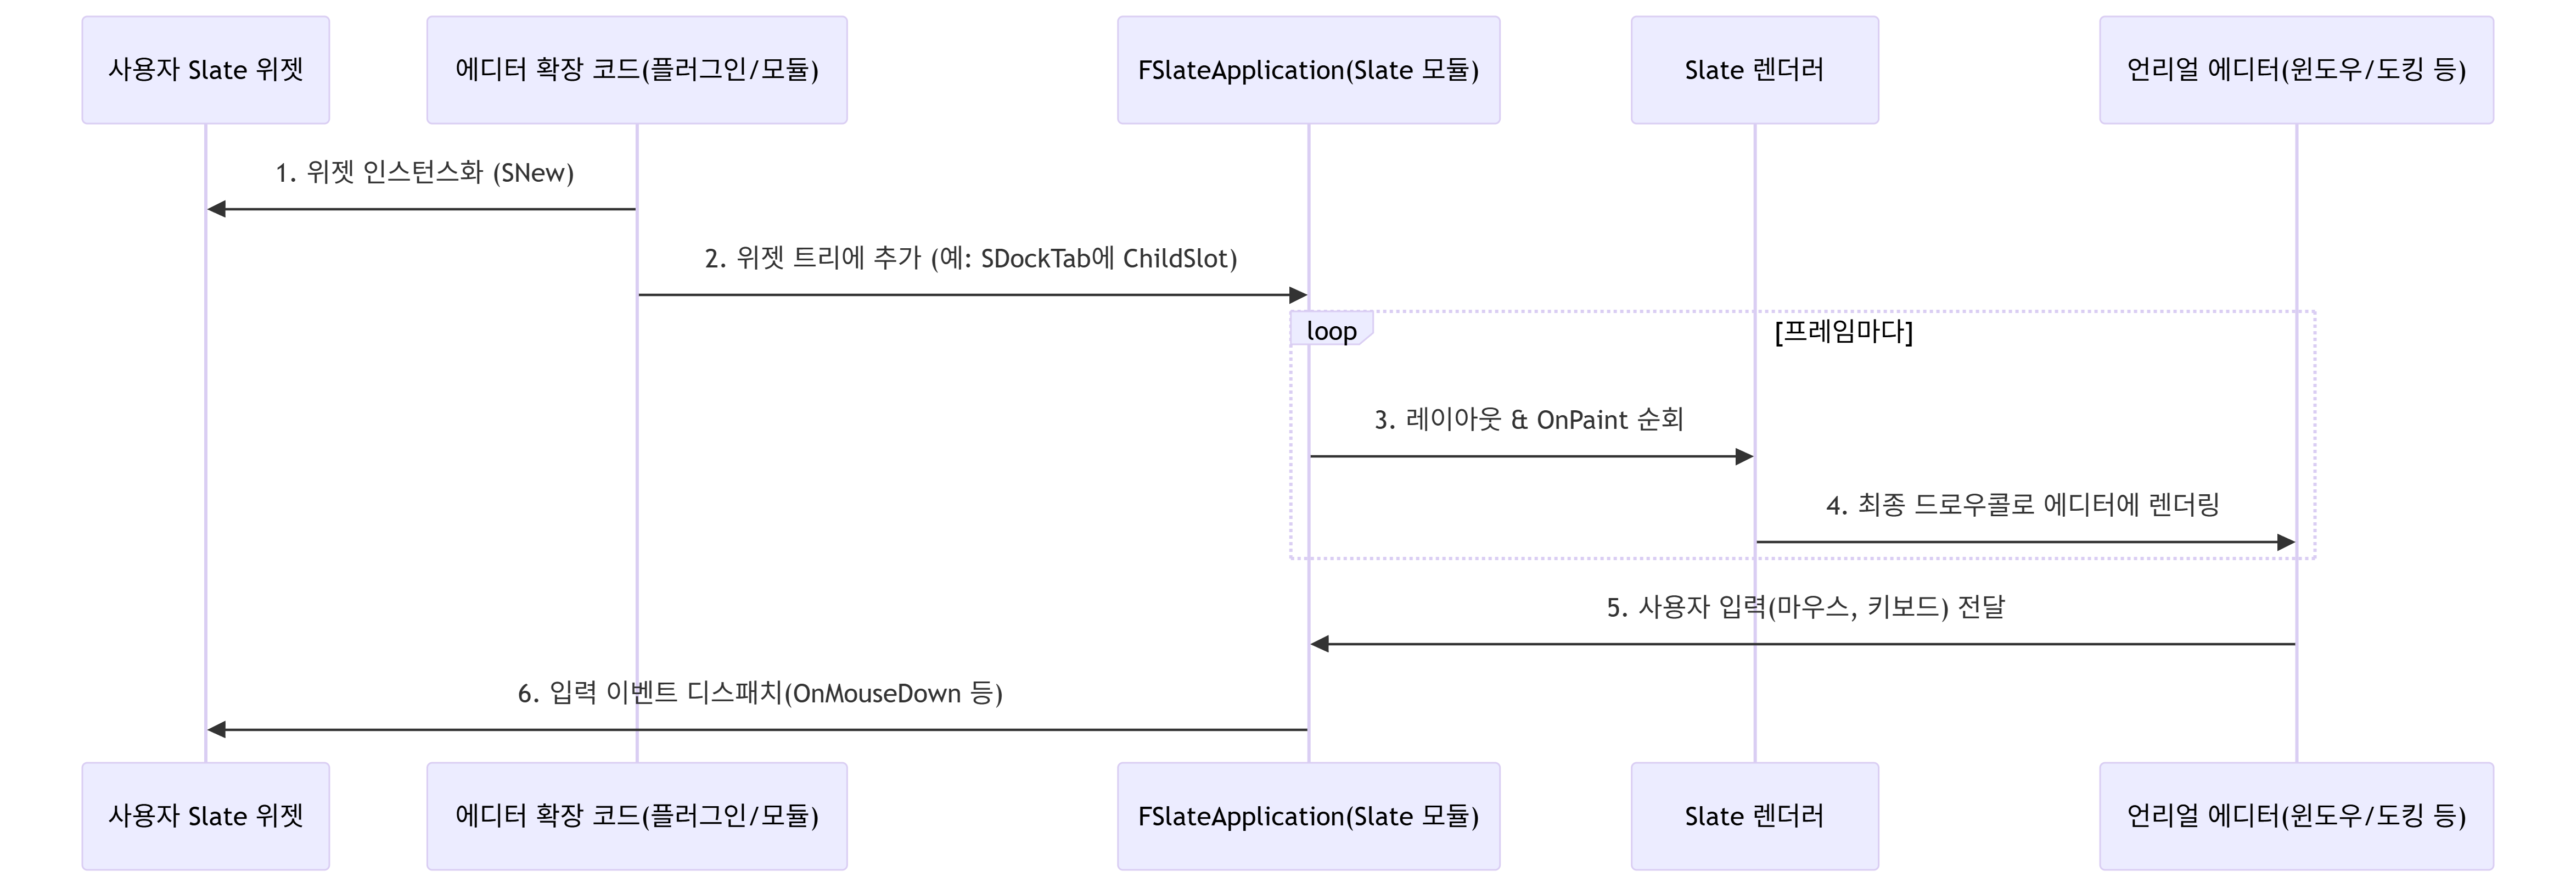 사용자 Slate 위젯
에디터 확장 코드(플러그인/모듈)
FSlateApplication(Slate 모듈)
Slate 렌더러
언리얼 에디터(윈도우/도킹 등)
1. 위젯 인스턴스화 (SNew)
2. 위젯 트리에 추가 (예: SDockTab에 ChildSlot)
loop
[프레임마다]
3. 레이아웃 & OnPaint 순회
4. 최종 드로우콜로 에디터에 렌더링
5. 사용자 입력(마우스, 키보드) 전달
6. 입력 이벤트 디스패치(OnMouseDown 등)
사용자 Slate 위젯
에디터 확장 코드(플러그인/모듈)
FSlateApplication(Slate 모듈)
Slate 렌더러
언리얼 에디터(윈도우/도킹 등)